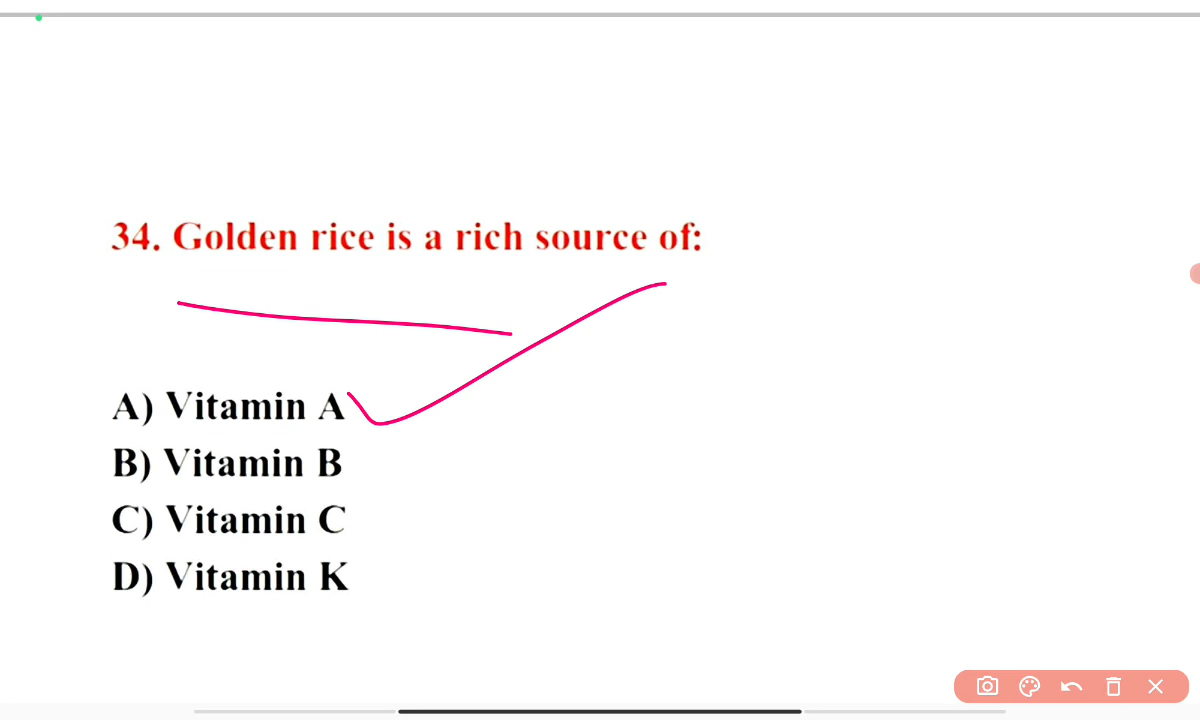 34. Golden rice is a rich source of:
A) Vitamin A
B) Vitamin B
C) Vitamin C
D) Vitamin K